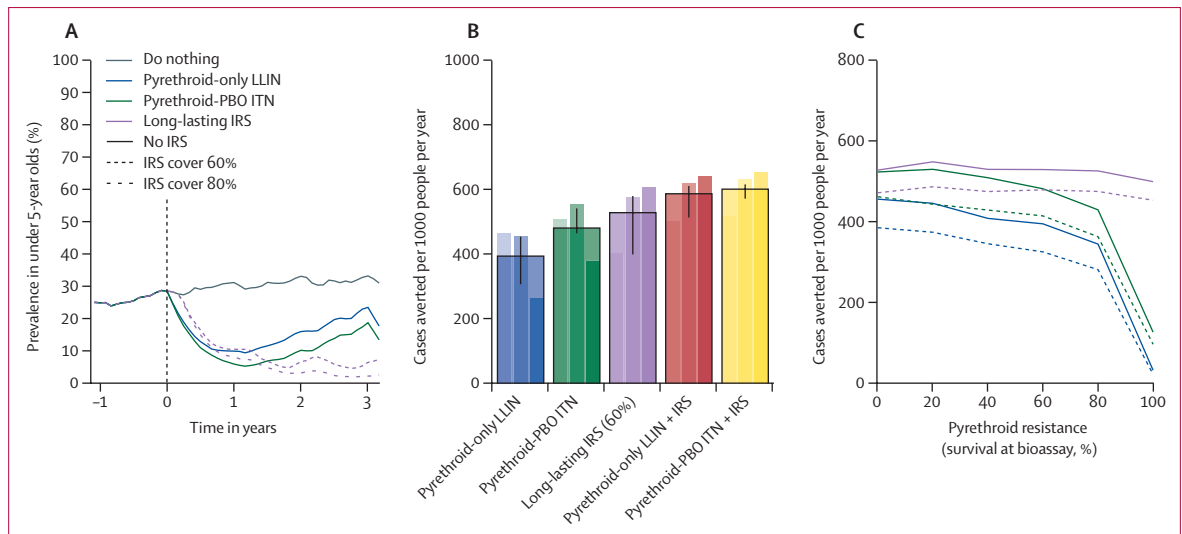 A
Prevalence in under 5-year olds (%)
100
90
80
70
60
50
40
30
20
10
0
Do nothing
Pyrethroid-only LLIN
Pyrethroid-PBO ITN
Long-lasting IRS
No IRS
IRS cover 60%
IRS cover 80%
–1
0
1
2
3
Time in years
B
Cases averted per 1000 people per year
1000
800
600
400
200
0
Pyrethroid-only LLIN
Pyrethroid-PBO ITN
Long-lasting IRS (60%)
Pyrethroid-only LLIN + IRS
Pyrethroid-PBO ITN + IRS
C
Cases averted per 1000 people per year
800
600
400
200
0
0
20
40
60
80
100
Pyrethroid resistance
(survival at bioassay, %)